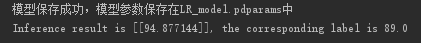 模型保存成功，模型参数保存在LR_model.pdparams中
Inference result is [[94.877144]], the corresponding label is 89.0